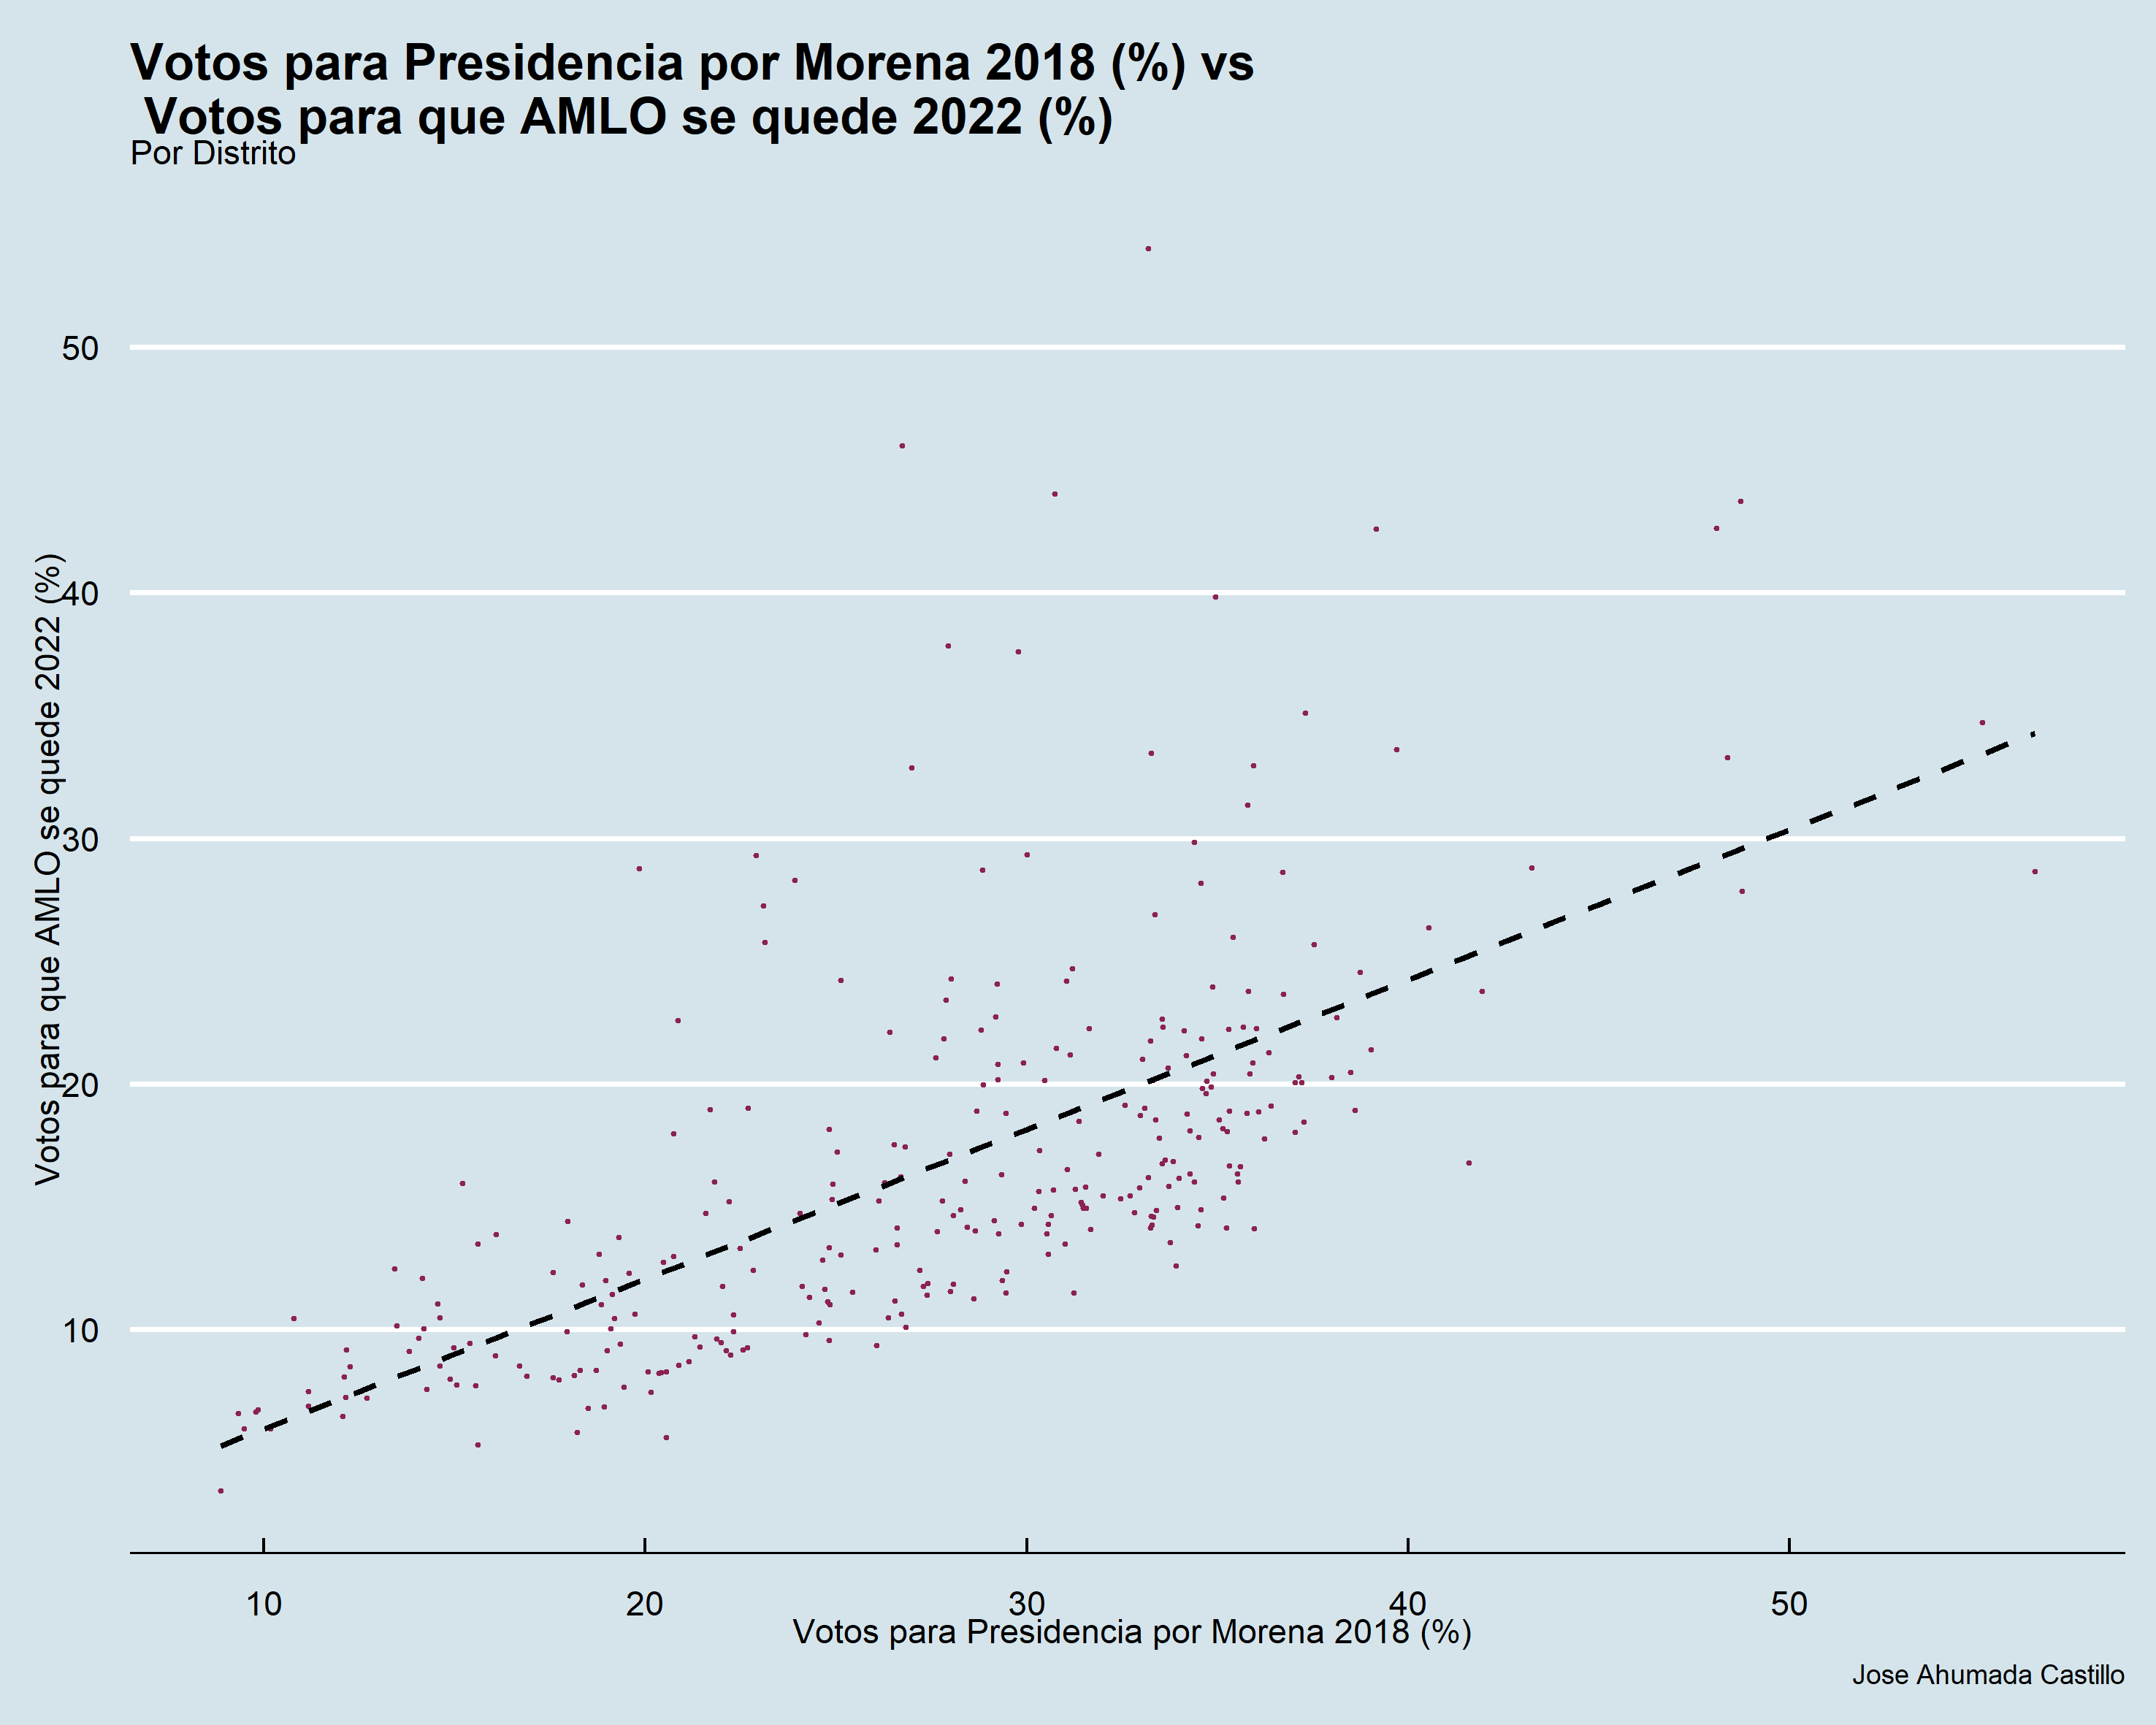 Votos para Presidencia por Morena 2018 (%) vs
Votos para que AMLO se quede 2022 (%)
Por Distrito
Votos para que AMLO se quede 2022 (%)
50
40
30
20
10
10 20 30 40 50
Votos para Presidencia por Morena 2018 (%)
Jose Ahumada Castillo